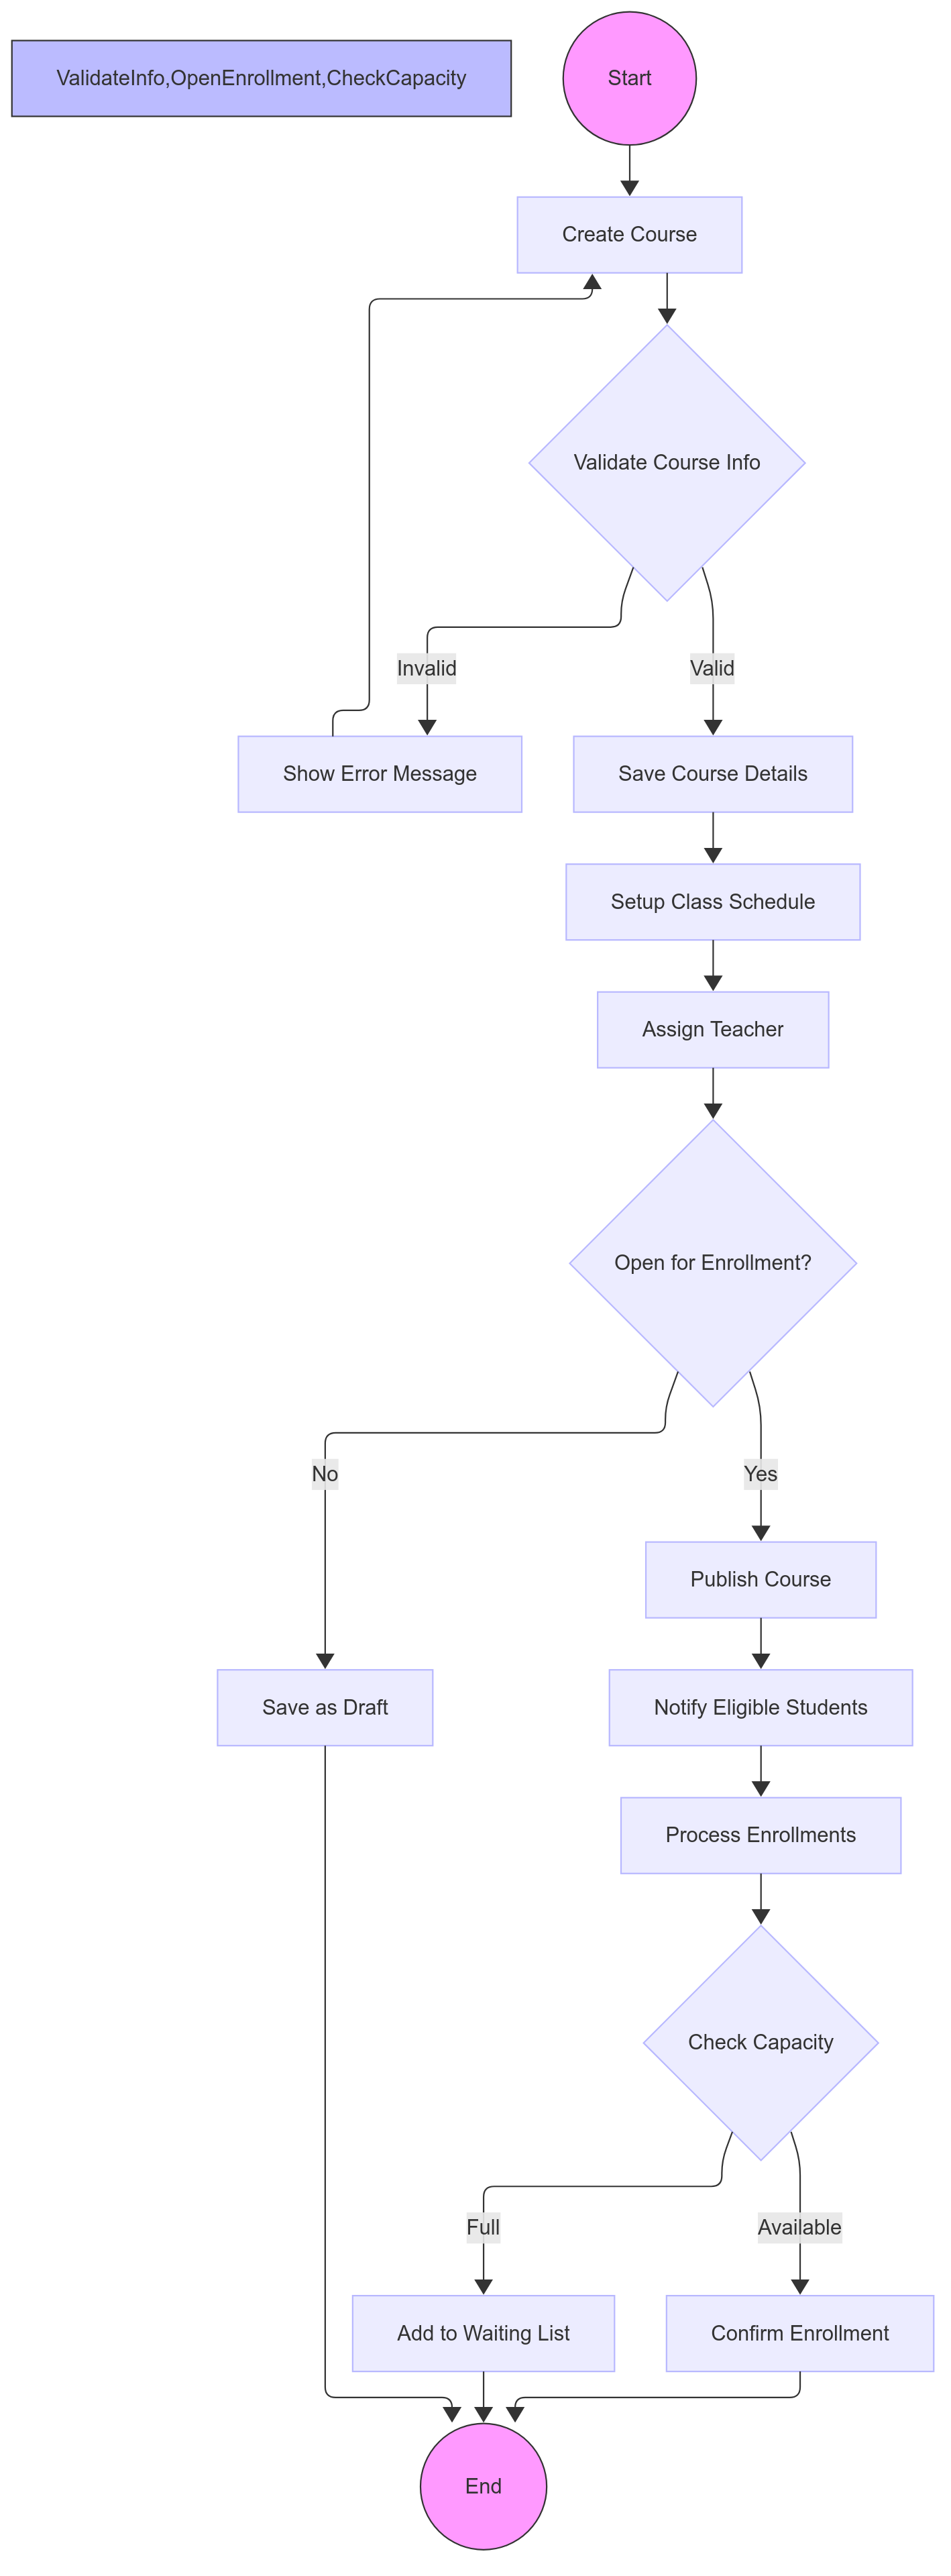 ValidateInfo,OpenEnrollment,CheckCapacity
Start
Create Course
Validate Course Info
Invalid
Valid
Show Error Message
Save Course Details
Setup Class Schedule
Assign Teacher
Open for Enrollment?
No
Yes
Publish Course
Save as Draft
Notify Eligible Students
Process Enrollments
Check Capacity
Full
Available
Add to Waiting List
Confirm Enrollment
End